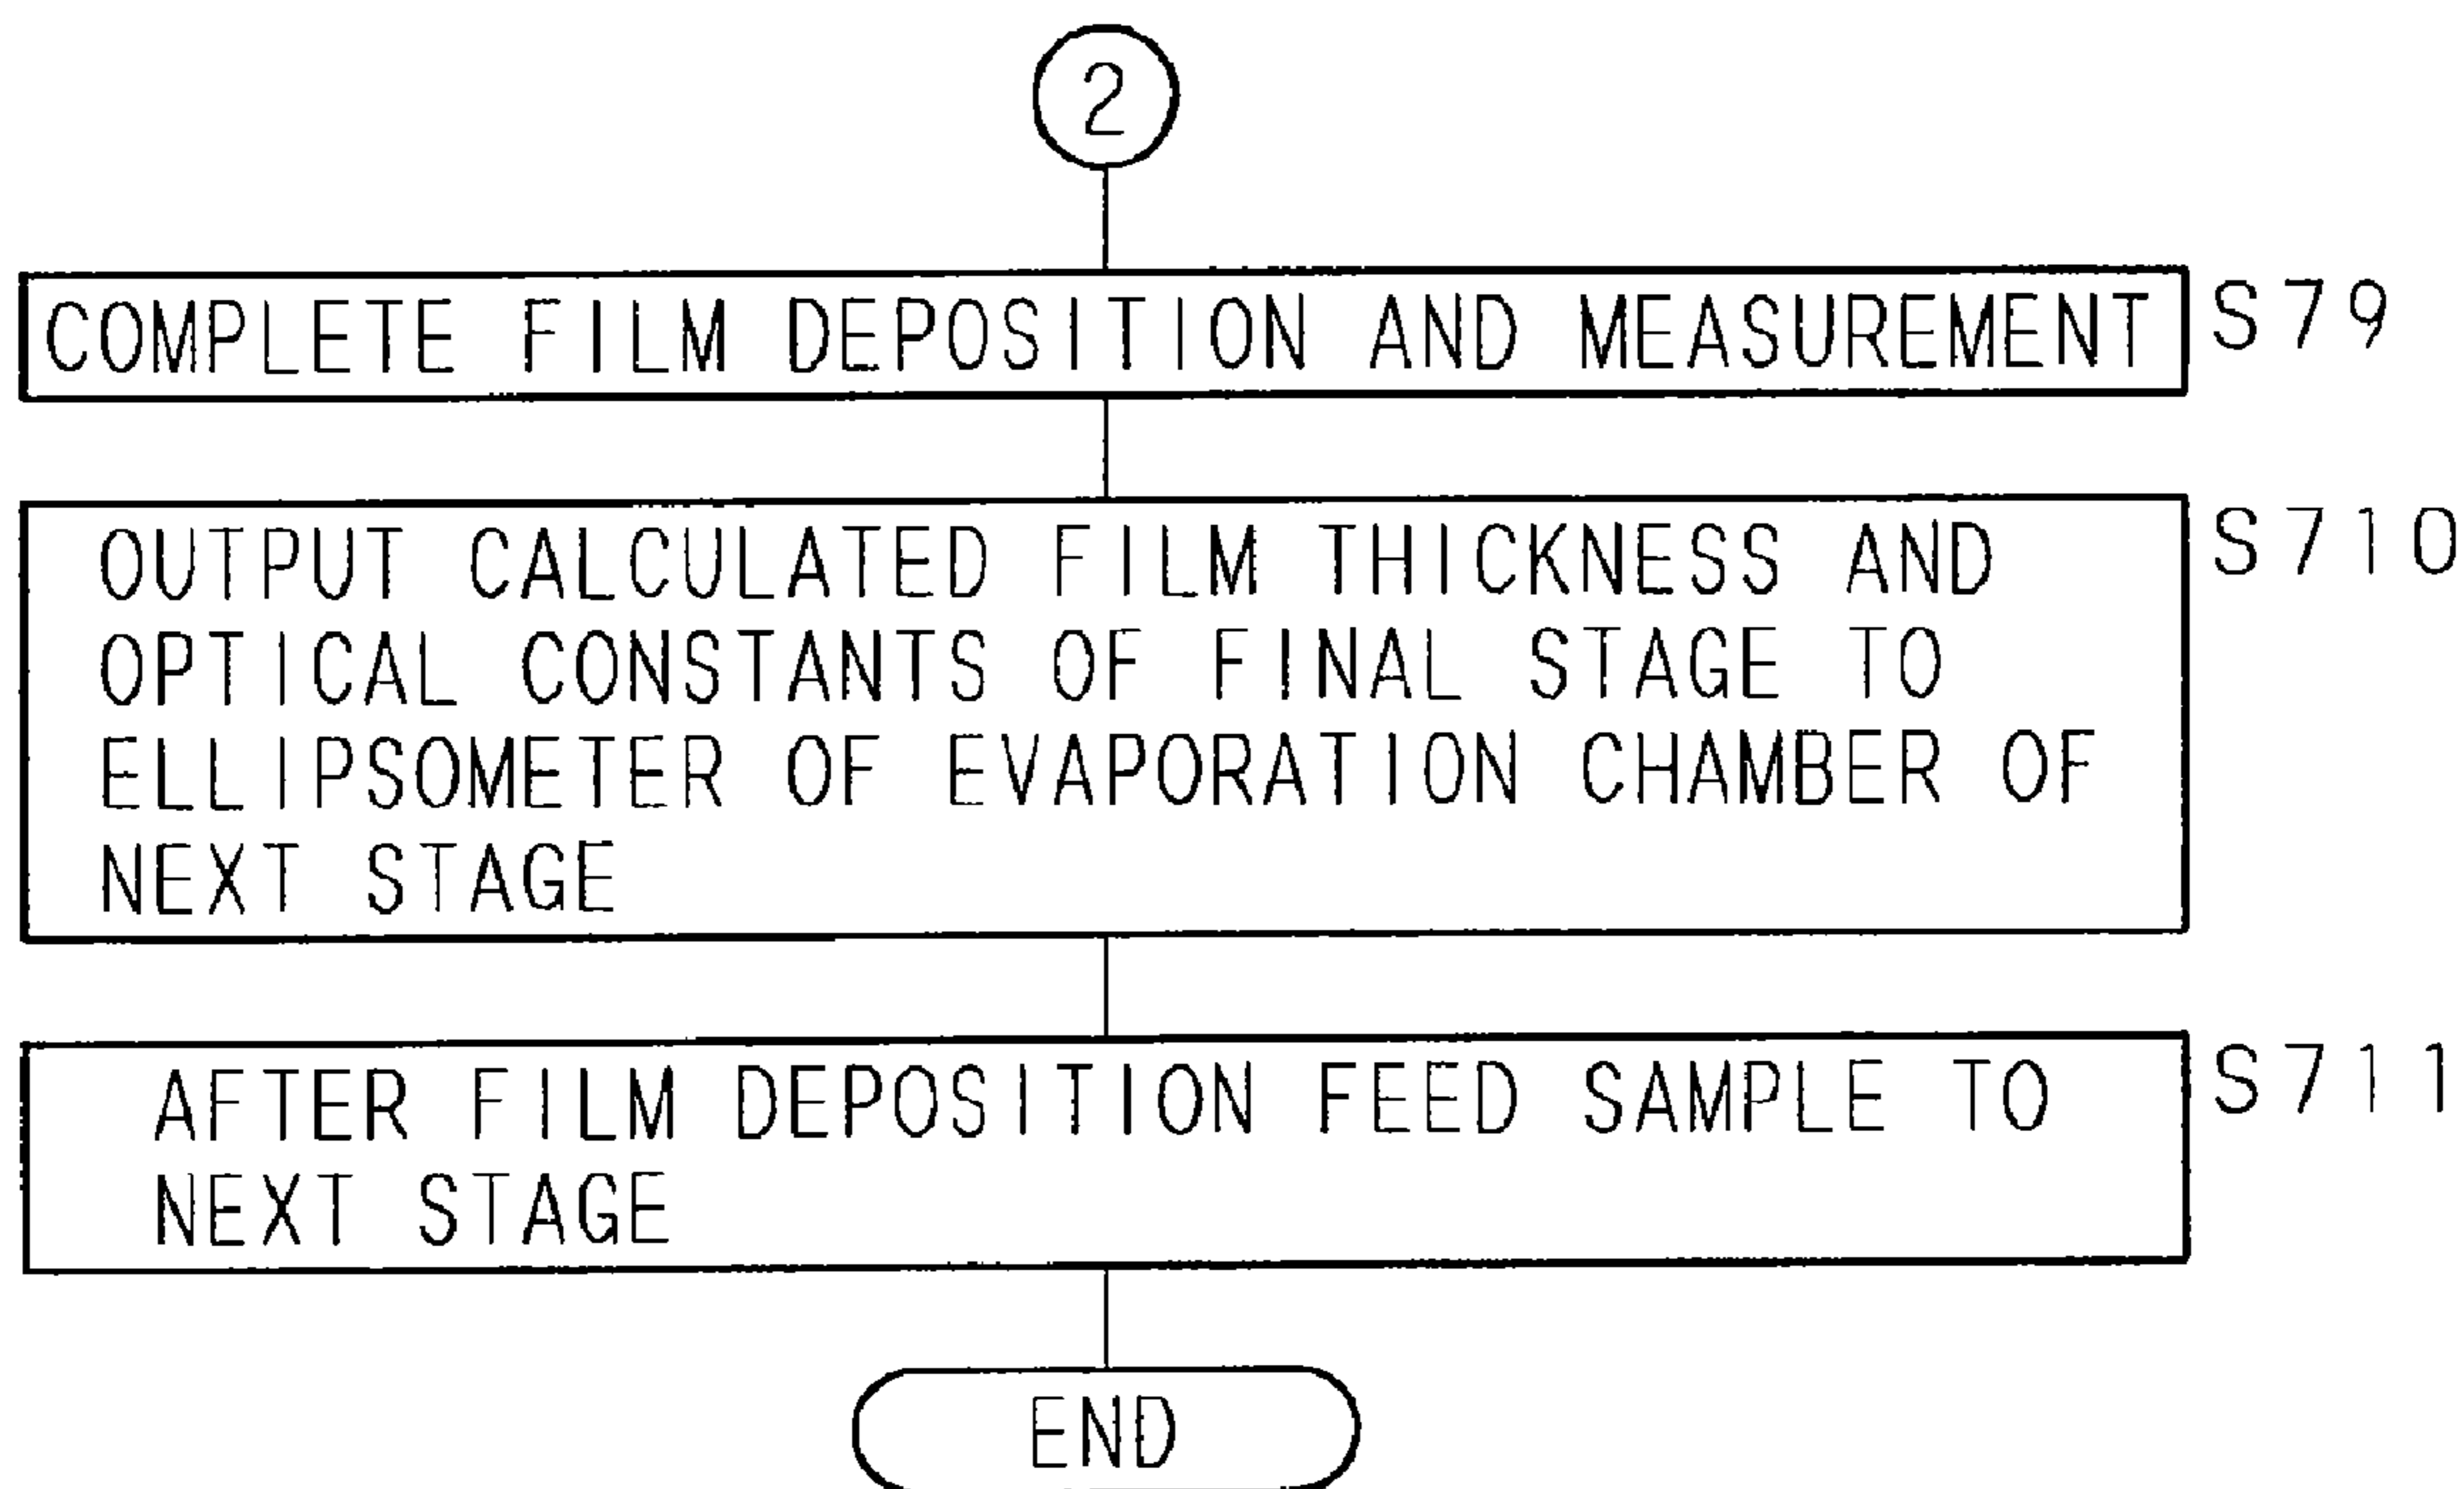 2
COMPLETE FILM DEPOSITION AND MEASUREMENT S79
OUTPUT CALCULATED FILM THICKNESS AND S710
OPTICAL CONSTANTS OF FINAL STAGE TO
ELLIPSOMETER OF EVAPORATION CHAMBER OF
NEXT STAGE
AFTER FILM DEPOSITION FEED SAMPLE TO S711
NEXT STAGE
END